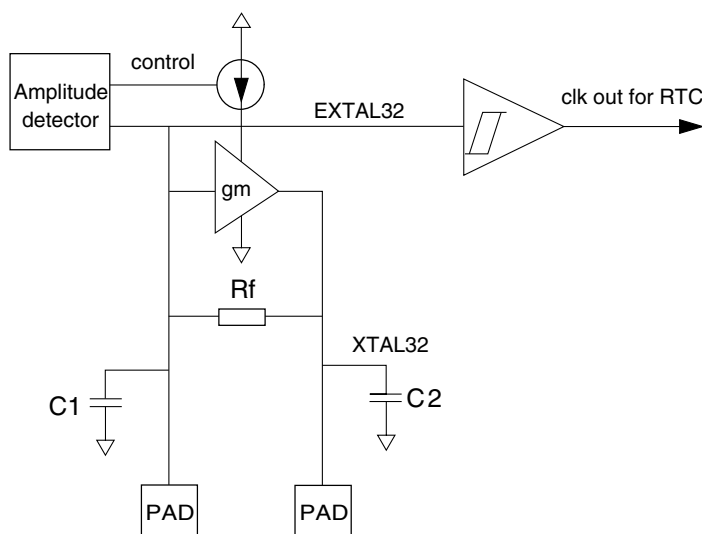 control
Amplitude
detector
EXTAL32
clk out for RTC
gm
Rf
XTAL32
C1
C2
PAD
PAD